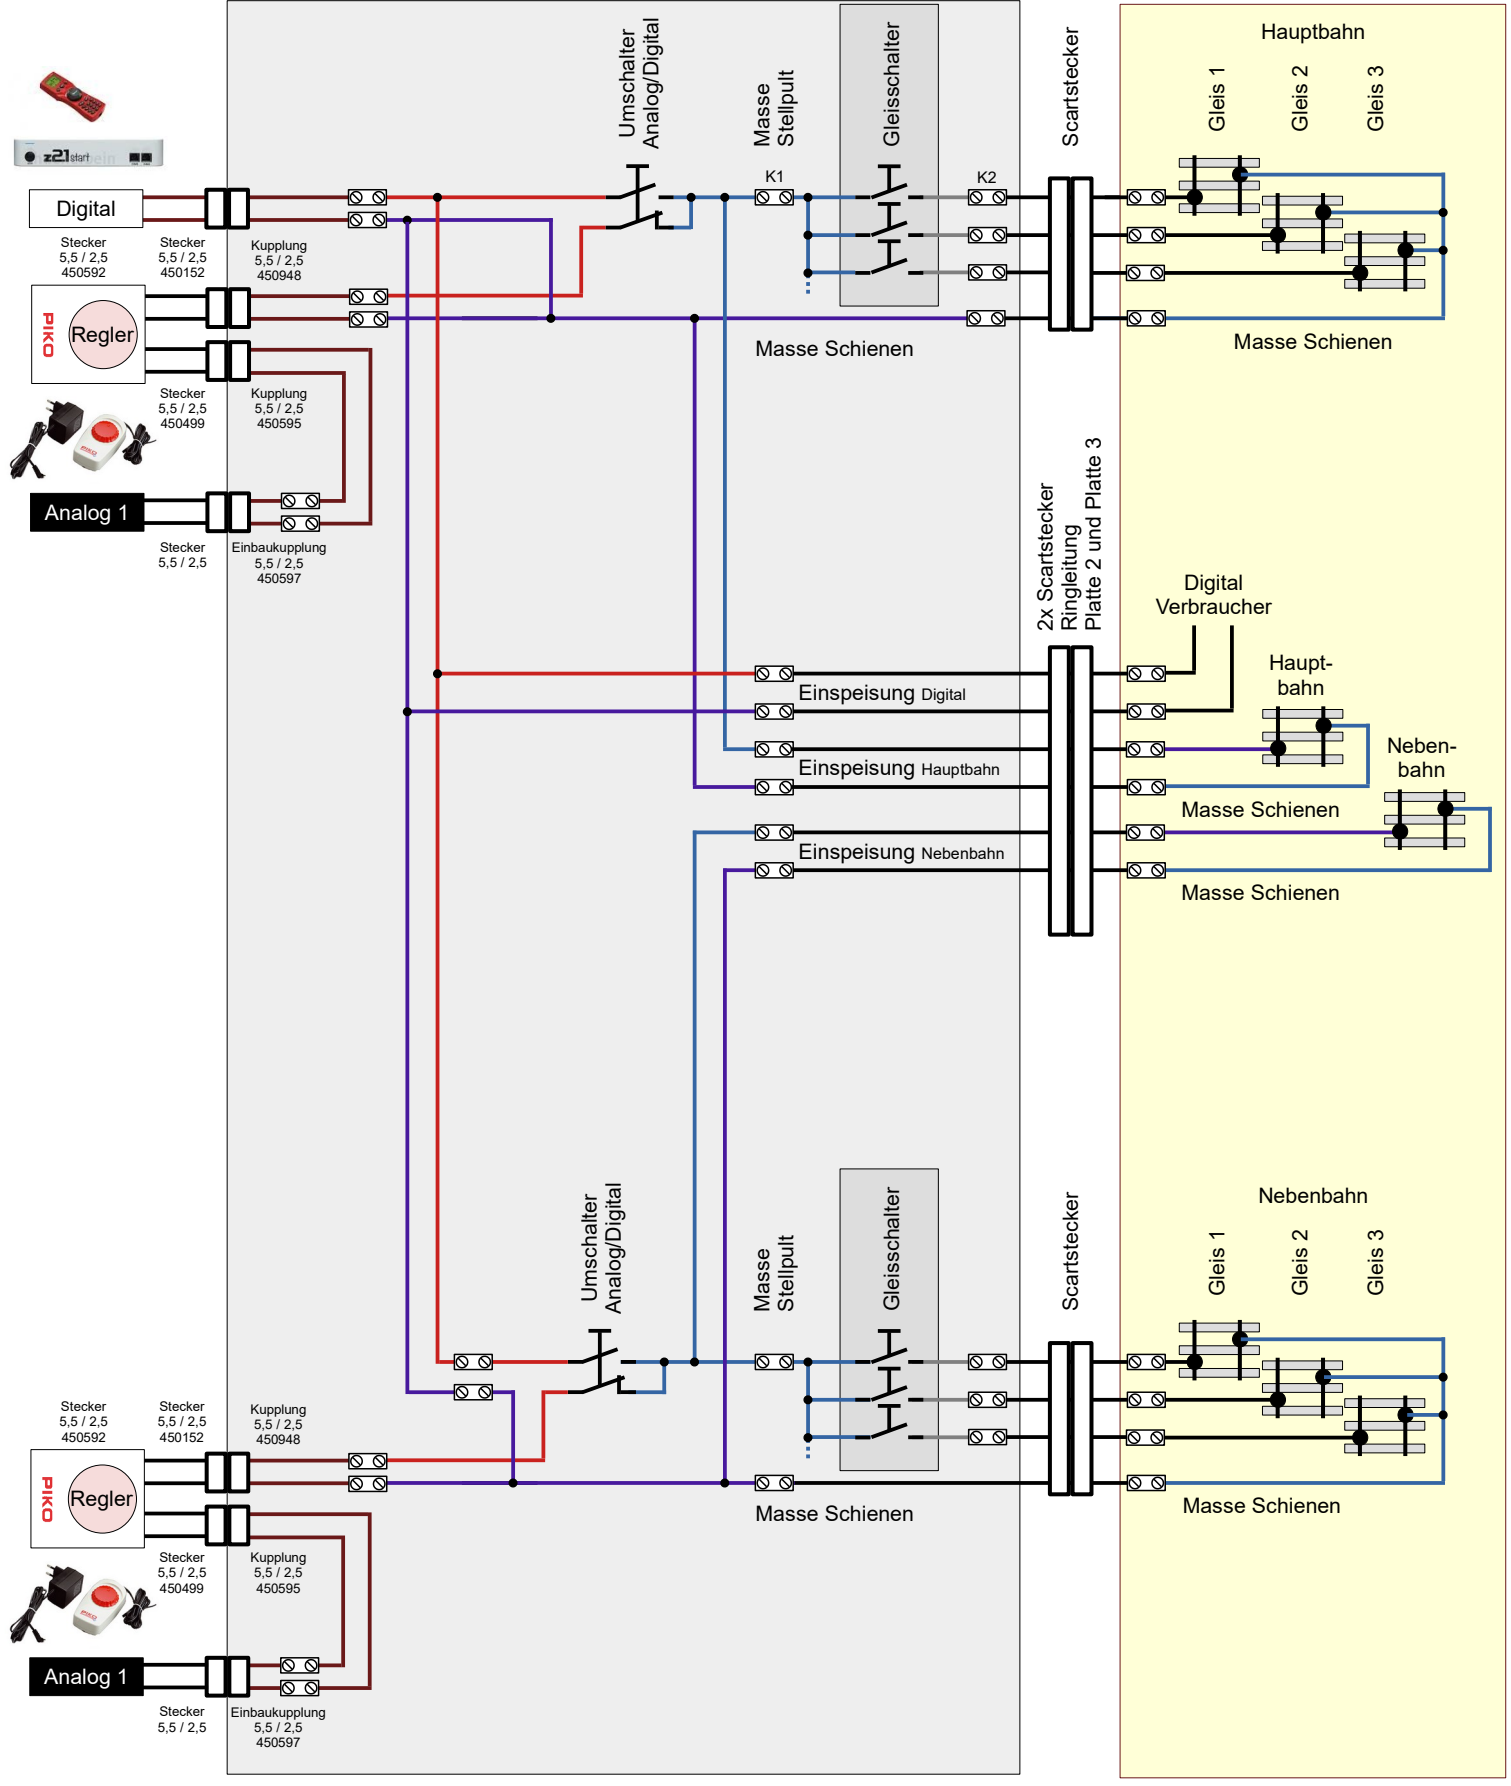 Hauptbahn
Gleis 1
Gleis 2
Gleis 3
Umschalter
Analog/Digital
Masse
Stellpult
Gleisschalter
Scartstecker
z21 start
K1
K2
Digital
Stecker
5,5 / 2,5
450592
Stecker
5,5 / 2,5
450152
Kupplung
5,5 / 2,5
450948
PIKO
Regler
Masse Schienen
Masse Schienen
Stecker
5,5 / 2,5
450499
Kupplung
5,5 / 2,5
450595
Analog 1
Stecker
5,5 / 2,5
Einbaukupplung
5,5 / 2,5
450597
2x Scartstecker
Ringleitung
Platte 2 und Platte 3
Digital
Verbraucher
Haupt-
bahn
Einspeisung Digital
Neben-
bahn
Einspeisung Hauptbahn
Masse Schienen
Einspeisung Nebenbahn
Masse Schienen
Nebenbahn
Gleis 1
Gleis 2
Gleis 3
Umschalter
Analog/Digital
Masse
Stellpult
Gleisschalter
Scartstecker
Stecker
5,5 / 2,5
450592
Stecker
5,5 / 2,5
450152
Kupplung
5,5 / 2,5
450948
PIKO
Regler
Masse Schienen
Masse Schienen
Stecker
5,5 / 2,5
450499
Kupplung
5,5 / 2,5
450595
Analog 1
Stecker
5,5 / 2,5
Einbaukupplung
5,5 / 2,5
450597